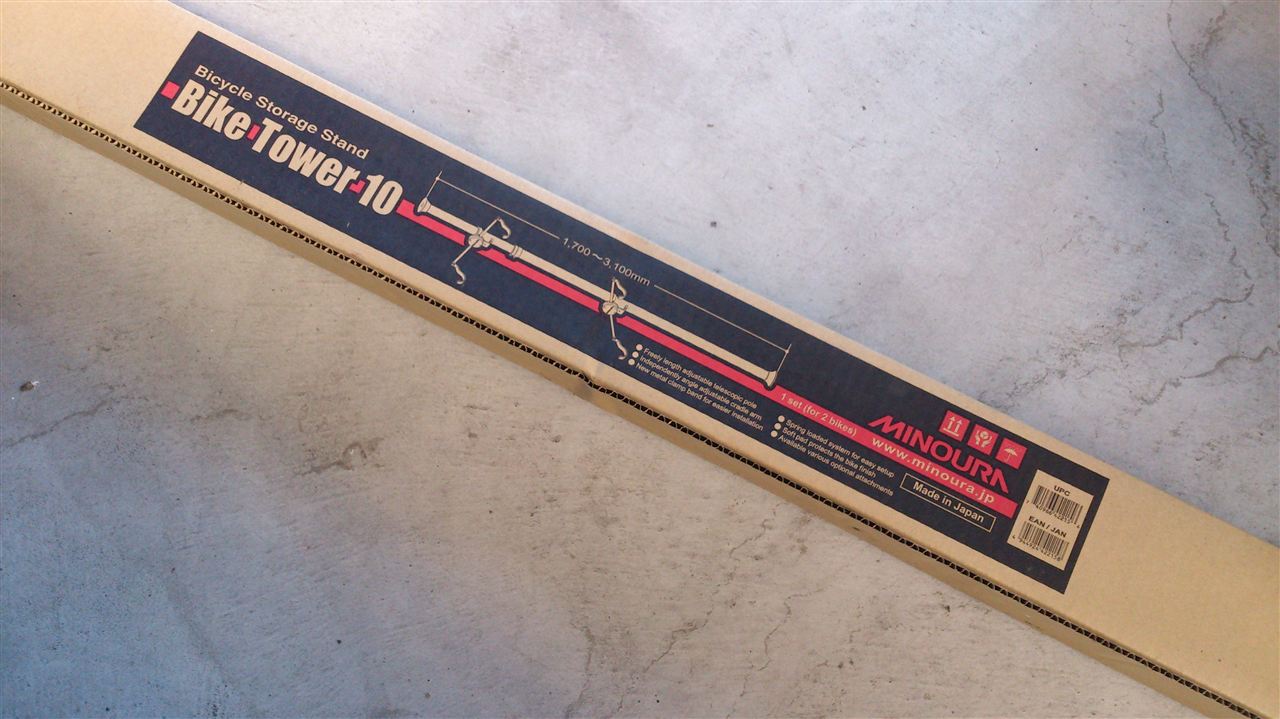 Bicycle Storage Stand
Bike Tower 10
1,700～3,100mm
Freely length adjustable telescopic pole
Independently angle adjustable cradle arm
New metal clamp band for easier installation
1 set (for 2 bikes)
Spring loaded system for easy setup
Soft pad protects the bike finish
Available various optional attachments
MINOURA
www.minoura.jp
Made in Japan
UPC
EAN / JAN